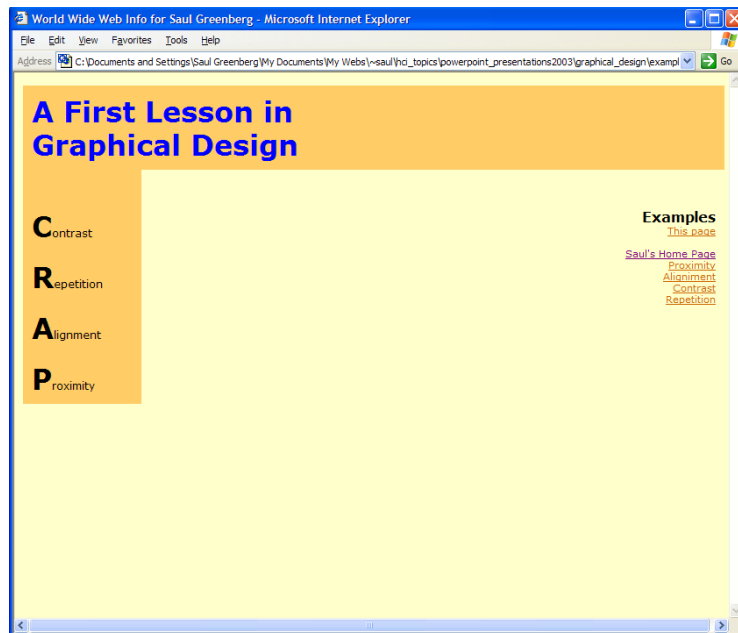 World Wide Web Info for Saul Greenberg - Microsoft Internet Explorer
File Edit View Favorites Tools Help
Address C:\Documents and Settings\Saul Greenberg\My Documents\My Webs\~saul\hci_topics\powerpoint_presentations2003\graphical_design\exampl Go
A First Lesson in
Graphical Design
Contrast
Repetition
Alignment
Proximity
Examples
This page
Saul's Home Page
Proximity
Aligniment
Contrast
Repetition